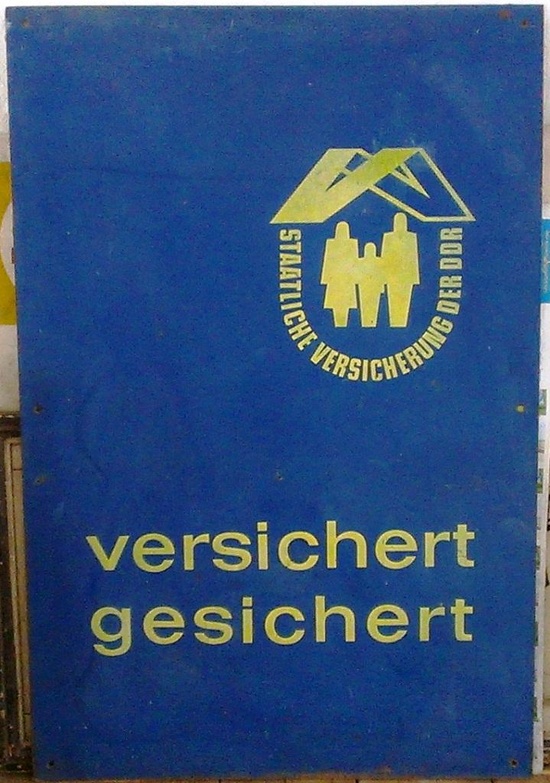 STAATLICHE VERSICHERUNG DER DDR
versichert
gesichert